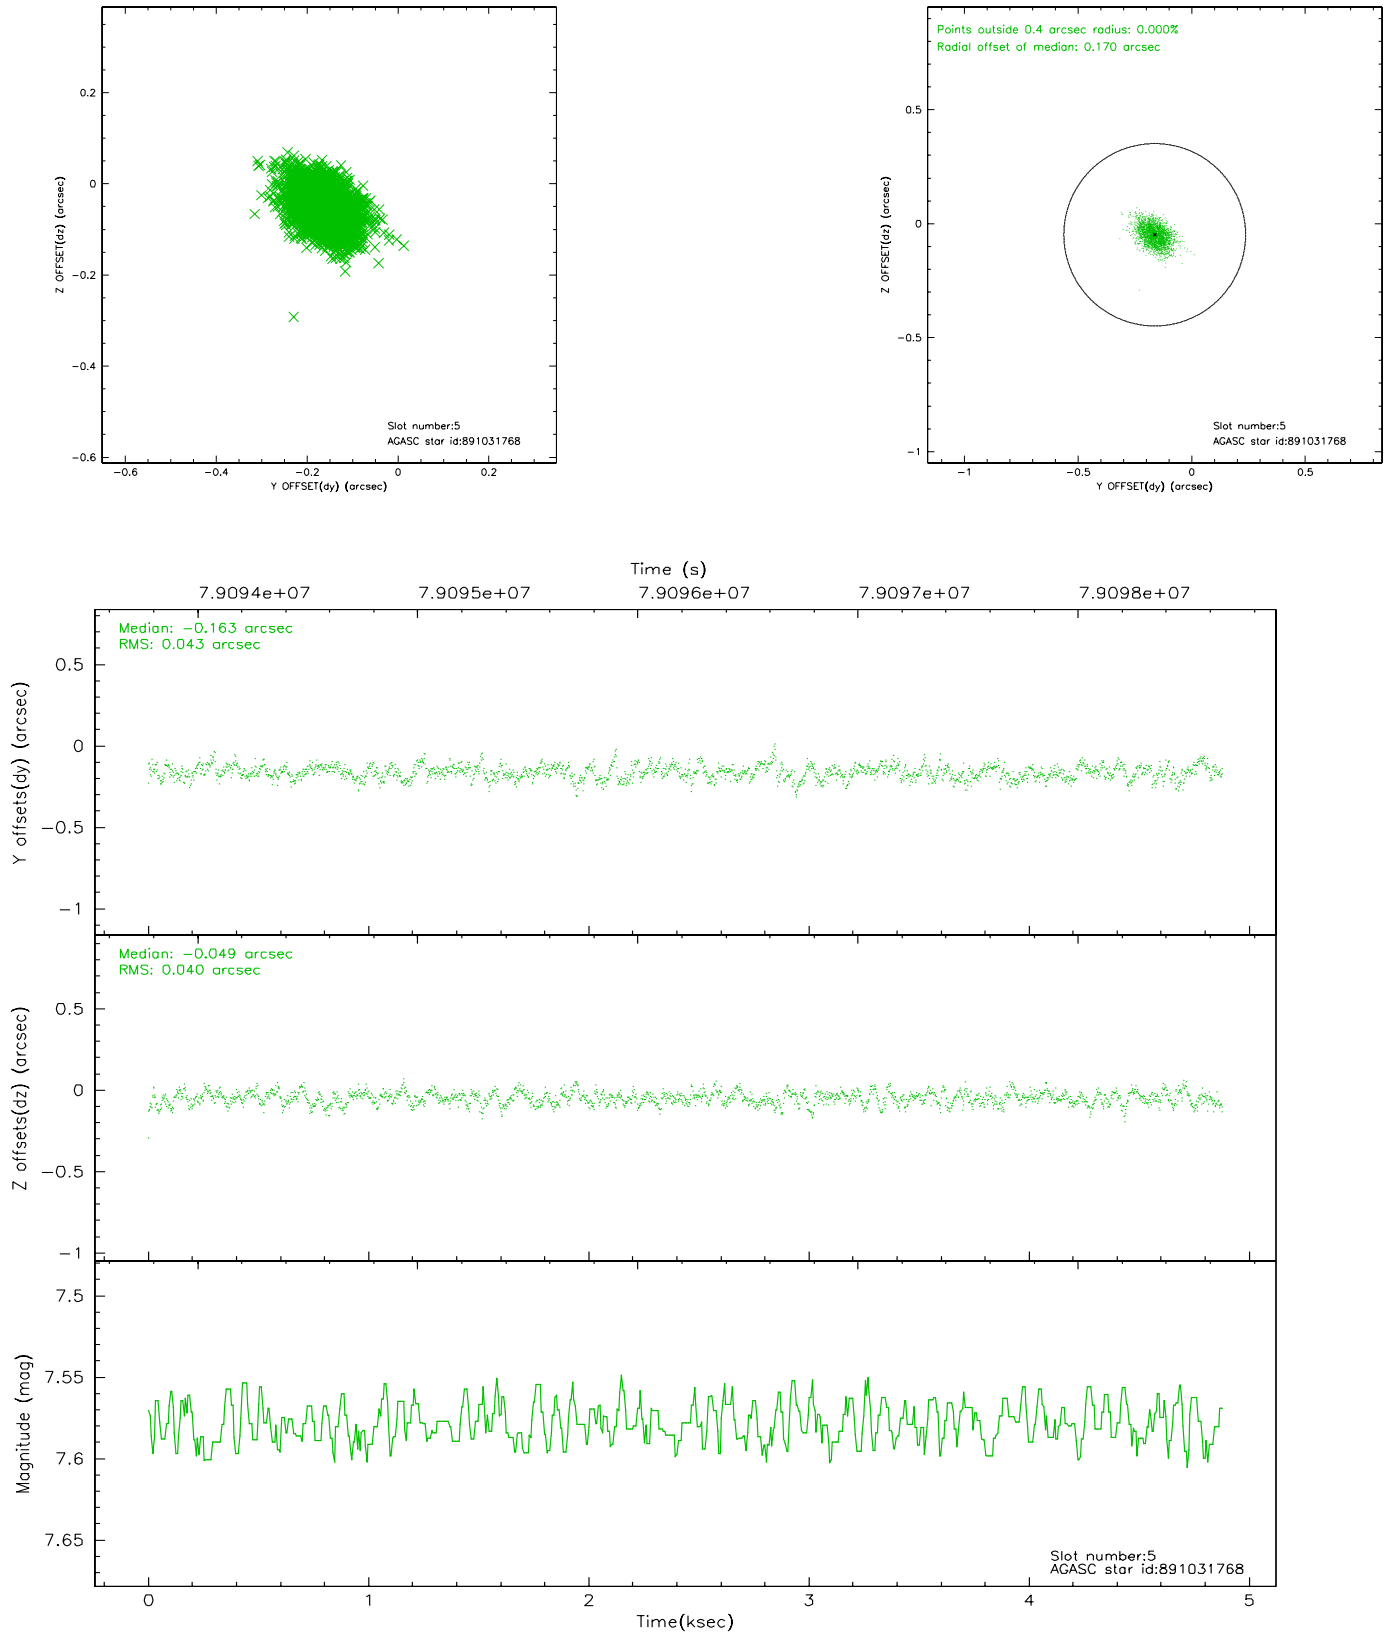 0.2
0
−0.2
−0.4
−0.6
Z OFFSET(dz) (arcsec)
Slot number:5
AGASC star id:891031768
−0.6 −0.4 −0.2 0 0.2
Y OFFSET(dy) (arcsec)
Points outside 0.4 arcsec radius: 0.000%
Radial offset of median: 0.170 arcsec
0.5
0
−0.5
−1
Z OFFSET(dz) (arcsec)
Slot number:5
AGASC star id:891031768
−1 −0.5 0 0.5
Y OFFSET(dy) (arcsec)
Time (s)
7.9094e+07 7.9095e+07 7.9096e+07 7.9097e+07 7.9098e+07
Median: −0.163 arcsec
RMS: 0.043 arcsec
0.5
0
−0.5
−1
Y offsets(dy) (arcsec)
Median: −0.049 arcsec
RMS: 0.040 arcsec
0.5
0
−0.5
−1
Z offsets(dz) (arcsec)
7.5
7.55
7.6
7.65
Magnitude (mag)
Slot number:5
AGASC star id:891031768
0 1 2 3 4 5
Time(ksec)